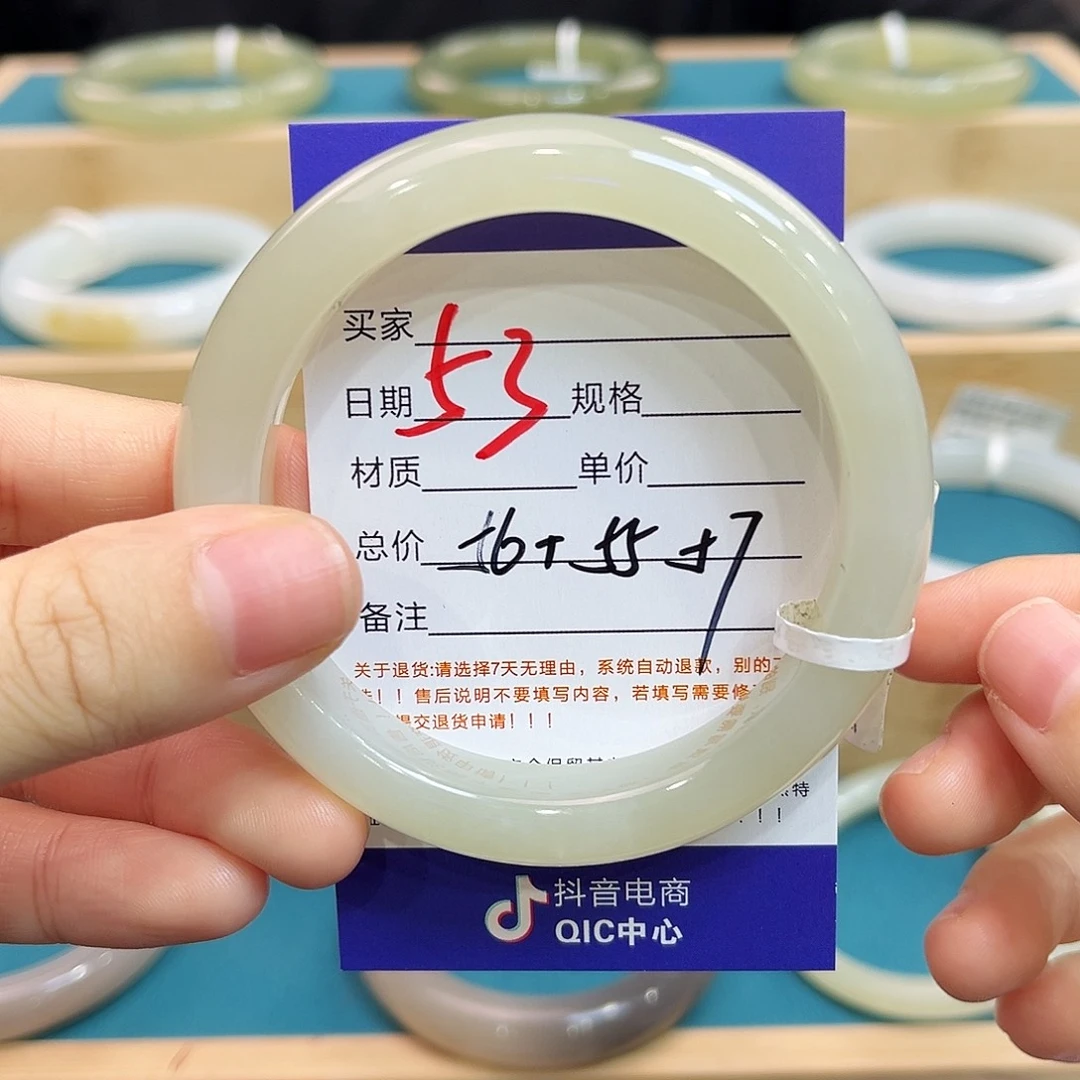 买家
53
日期 规格
材质 单价
总价 56+55+7
备注
关于退货:请选择7天无理由，系统自动退款，别的
！！售后说明不要填写内容，若填写需要修
提交退货申请！！！
抖音电商
QIC中心